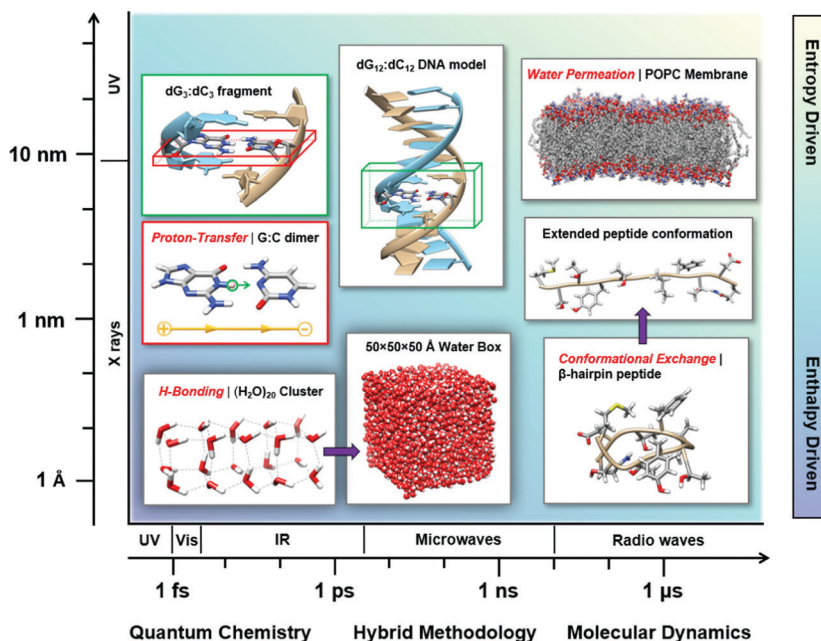 dG3:dC3 fragment
dG12:dC12 DNA model
Water Permeation | POPC Membrane
UV
10 nm
Entropy Driven
Proton-Transfer | G:C dimer
Extended peptide conformation
1 nm
X rays
50×50×50 Å Water Box
H-Bonding | (H2O)20 Cluster
Conformational Exchange |
β-hairpin peptide
Enthalpy Driven
1 Å
UV
Vis
IR
Microwaves
Radio waves
1 fs
1 ps
1 ns
1 μs
Quantum Chemistry
Hybrid Methodology
Molecular Dynamics